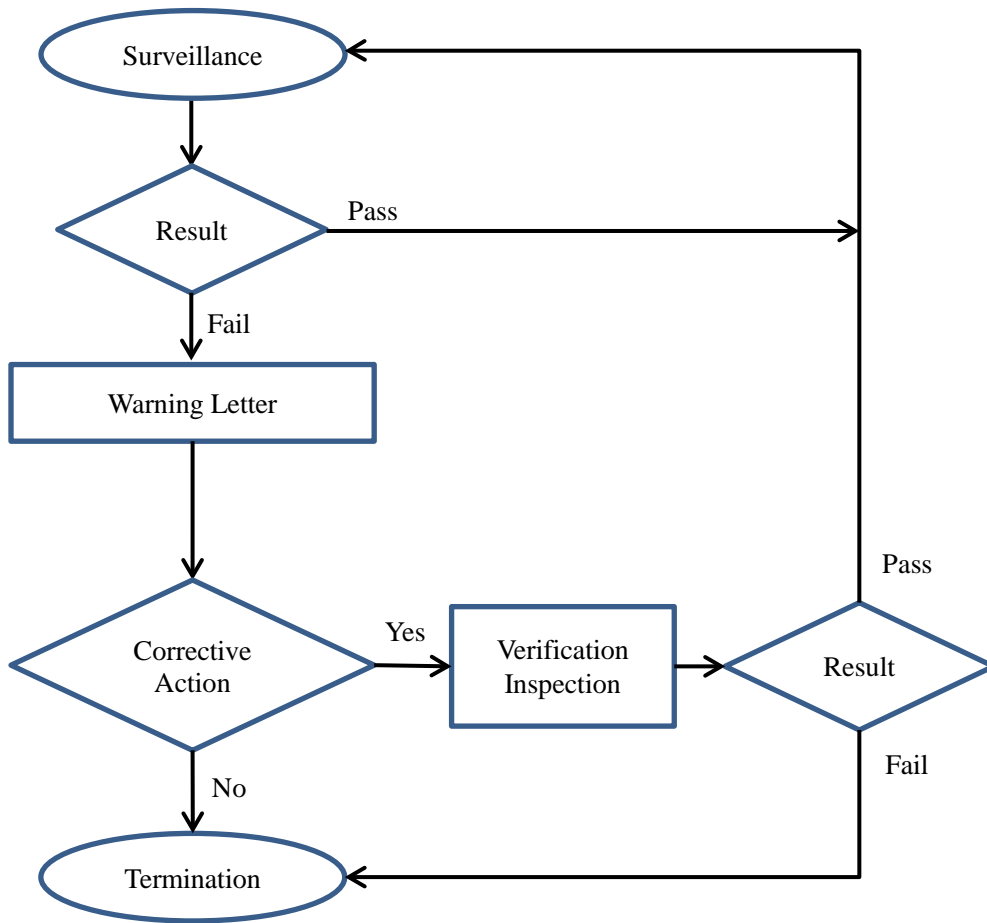 Surveillance
Result
Pass
Fail
Warning Letter
Corrective
Action
Yes
Verification
Inspection
Result
Pass
Fail
No
Termination